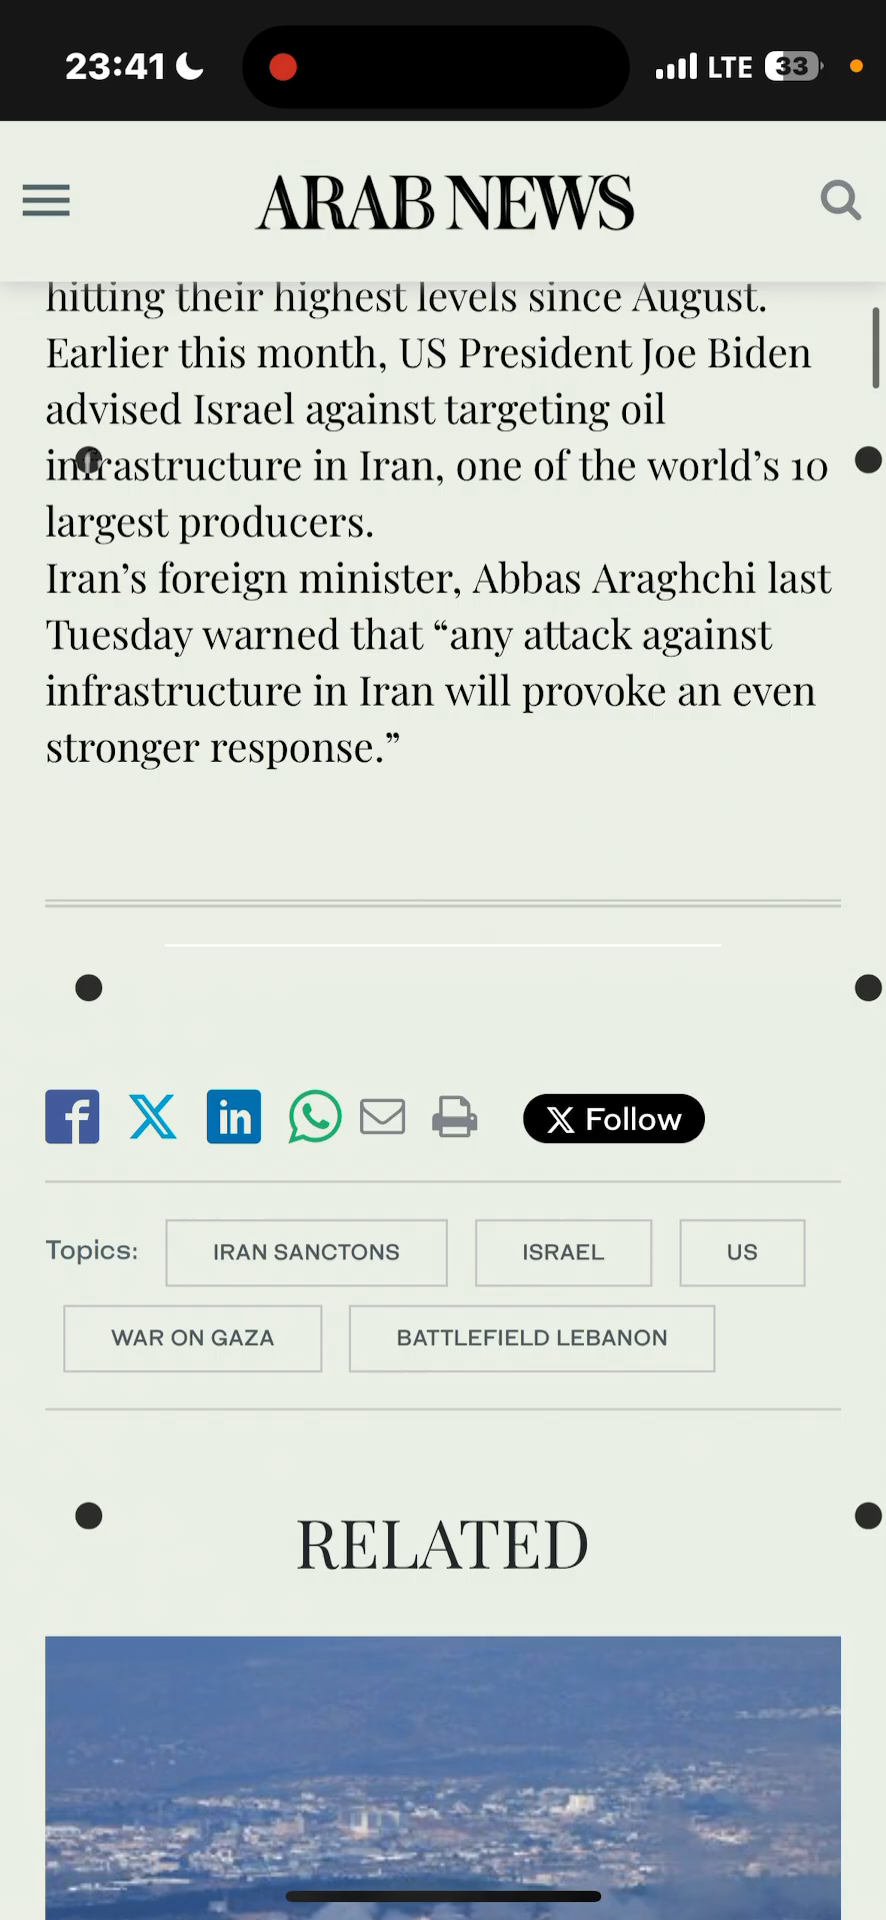 23:41
LTE
33
ARAB NEWS
hitting their highest levels since August.
Earlier this month, US President Joe Biden
advised Israel against targeting oil
infrastructure in Iran, one of the world’s 10
largest producers.
Iran’s foreign minister, Abbas Araghchi last
Tuesday warned that “any attack against
infrastructure in Iran will provoke an even
stronger response.”
X Follow
Topics: IRAN SANCTONS ISRAEL US
WAR ON GAZA BATTLEFIELD LEBANON
RELATED